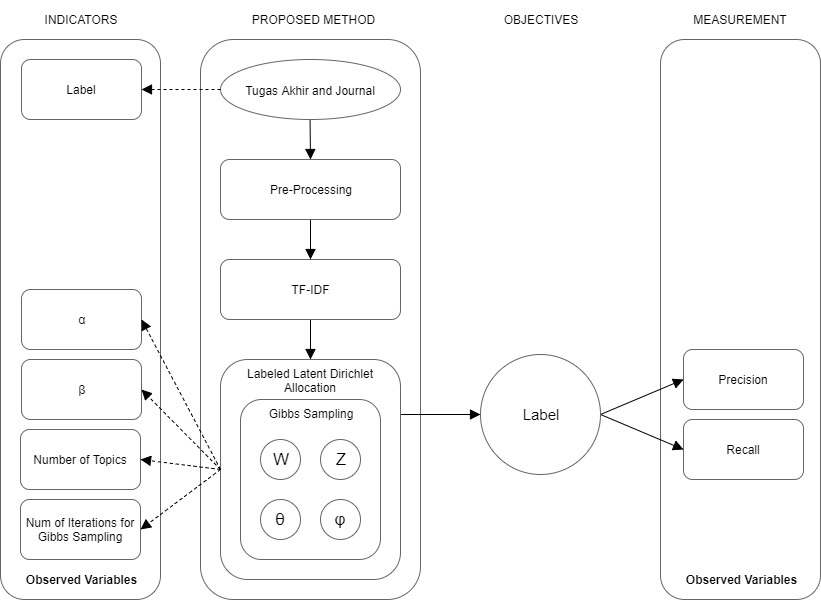 INDICATORS
PROPOSED METHOD
OBJECTIVES
MEASUREMENT
Label
Tugas Akhir and Journal
Pre-Processing
TF-IDF
α
β
Number of Topics
Num of Iterations for
Gibbs Sampling
Observed Variables
Labeled Latent Dirichlet
Allocation
Gibbs Sampling
W
Z
θ
φ
Label
Precision
Recall
Observed Variables